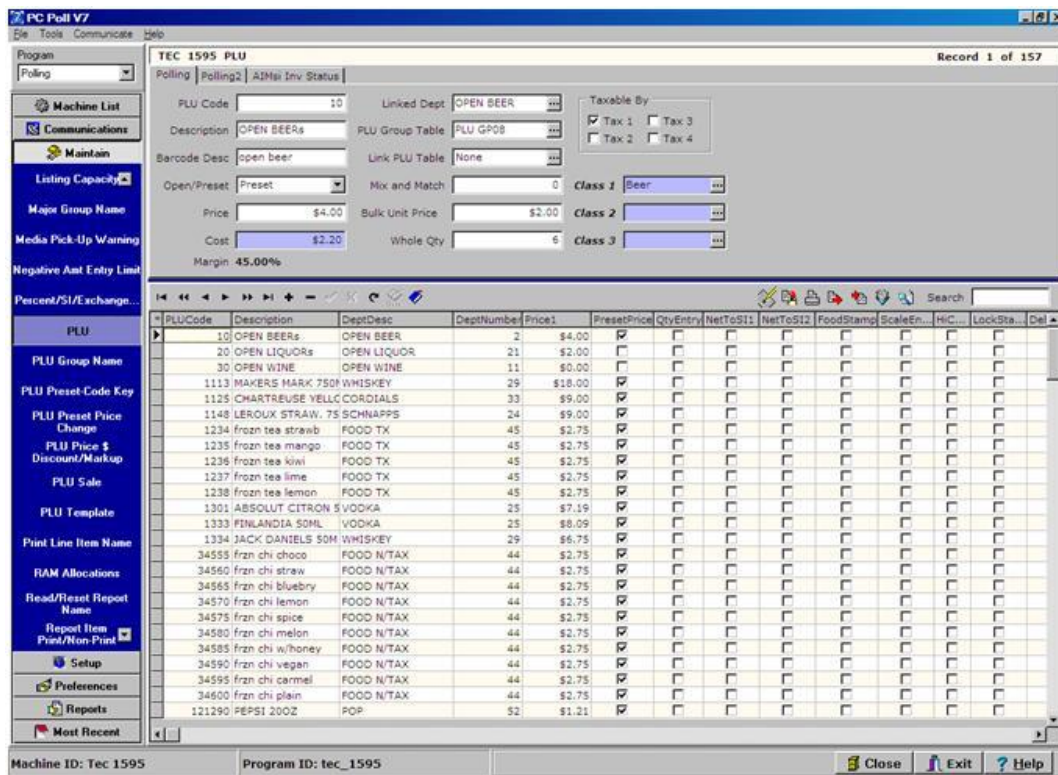 PC Poll V7
File Tools Communicate Help
Program
Polling
Machine List
Communications
Maintain
Listing Capacity
Major Group Name
Media Pick-Up Warning
Negative Amt Entry Limit
Percent/SI/Exchange...
PLU
PLU Group Name
PLU Preset-Code Key
PLU Preset Price
Change
PLU Price $
Discount/Markup
PLU Sale
PLU Template
Print Line Item Name
RAM Allocations
Read/Reset Report
Name
Report Item
Print/Non-Print
Setup
Preferences
Reports
Most Recent
TEC 1595 PLU Record 1 of 157
Polling Polling2 AIMsi Inv Status
PLU Code 10 Linked Dept OPEN BEER Taxable By
Tax 1 Tax 3
Description OPEN BEERs PLU Group Table PLU GP08 Tax 2 Tax 4
Barcode Desc open beer Link PLU Table None
Open/Preset Preset Mix and Match 0 Class 1 Beer
Price $4.00 Bulk Unit Price $2.00 Class 2
Cost $2.20 Whole Qty 6 Class 3
Margin 45.00%
Search
* PLUCode Description DeptDesc DeptNumber Price1 PresetPrice QtyEntry NetToSI1 NetToSI2 FoodStamp ScaleEn... HiC... LockSta... Del
10 OPEN BEERs OPEN BEER 2 $4.00
20 OPEN LIQUORs OPEN LIQUOR 21 $2.00
30 OPEN WINE OPEN WINE 11 $0.00
1113 MAKERS MARK 750M WHISKEY 29 $18.00
1125 CHARTREUSE YELLO CORDIALS 33 $9.00
1148 LEROUX STRAW. 75 SCHNAPPS 24 $9.00
1234 frozn tea strawb FOOD TX 45 $2.75
1235 frozn tea mango FOOD TX 45 $2.75
1236 frozn tea kiwi FOOD TX 45 $2.75
1237 frozn tea lime FOOD TX 45 $2.75
1238 frozn tea lemon FOOD TX 45 $2.75
1301 ABSOLUT CITRON 5 VODKA 25 $7.19
1333 FINLANDIA 50ML VODKA 25 $8.09
1334 JACK DANIELS 50M WHISKEY 29 $6.75
34555 frzn chi choco FOOD N/TAX 44 $2.75
34560 frzn chi straw FOOD N/TAX 44 $2.75
34565 frzn chi bluebry FOOD N/TAX 44 $2.75
34570 frzn chi lemon FOOD N/TAX 44 $2.75
34575 frzn chi spice FOOD N/TAX 44 $2.75
34580 frzn chi melon FOOD N/TAX 44 $2.75
34585 frzn chi w/honey FOOD N/TAX 44 $2.75
34590 frzn chi vegan FOOD N/TAX 44 $2.75
34595 frzn chi carmel FOOD N/TAX 44 $2.75
34600 frzn chi plain FOOD N/TAX 44 $2.75
121290 PEPSI 20OZ POP 52 $1.21
Machine ID: Tec 1595 Program ID: tec_1595 Close Exit Help